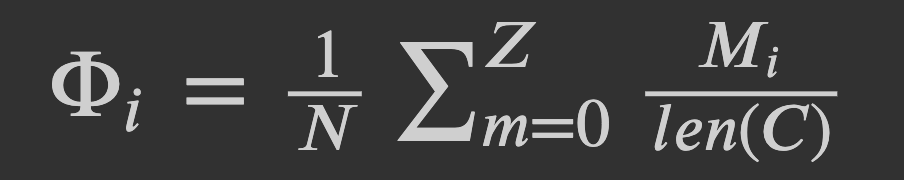 Φ_i = \frac{1}{N} \sum_{m=0}^{Z} \frac{M_i}{len(C)}